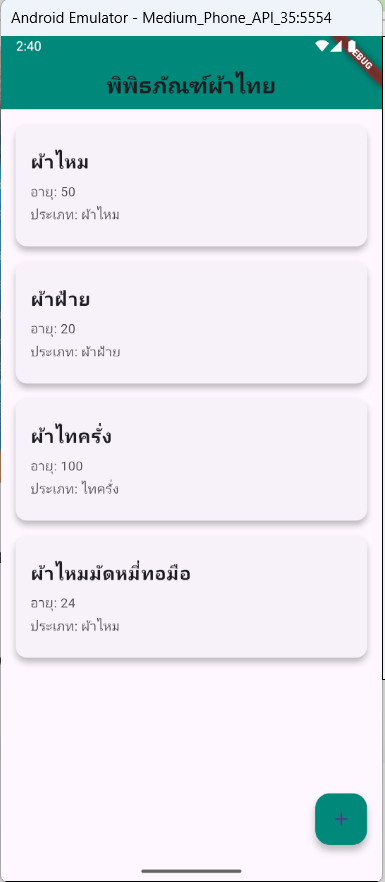 Android Emulator - Medium_Phone_API_35:5554
2:40
DEBUG
พิพิธภัณฑ์ผ้าไทย
ผ้าไหม
อายุ: 50
ประเภท: ผ้าไหม
ผ้าฝ้าย
อายุ: 20
ประเภท: ผ้าฝ้าย
ผ้าไทครั่ง
อายุ: 100
ประเภท: ไทครั่ง
ผ้าไหมมัดหมี่ทอมือ
อายุ: 24
ประเภท: ผ้าไหม
+